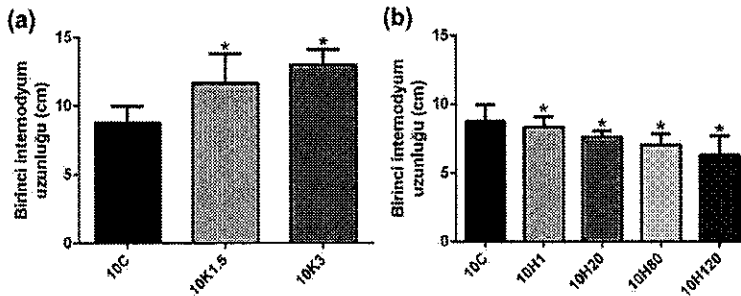 (a)
Birinci internodyum
uzunluğu (cm)
15
10
5
0
*
*
10C
10K1.5
10K3
(b)
Birinci internodyum
uzunluğu (cm)
15
10
5
0
*
*
*
*
10C
10H1
10H20
10H80
10H120